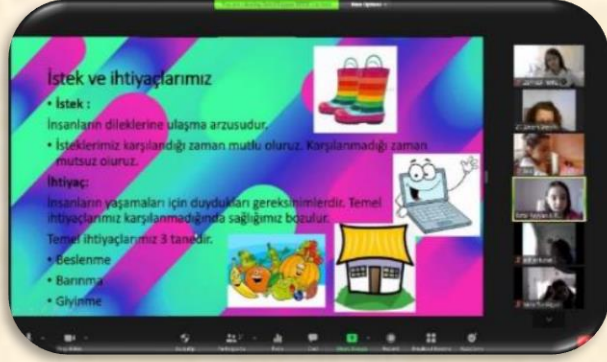 İstek ve ihtiyaçlarımız
• İstek :
İnsanların dileklerine ulaşma arzusudur.
• İsteklerimiz karşılandığı zaman mutlu oluruz. Karşılanmadığı zaman
mutsuz oluruz.
İhtiyaç:
İnsanların yaşamaları için duydukları gereksinimlerdir. Temel
ihtiyaçlarımız karşılanmadığında sağlığımız bozulur.
Temel ihtiyaçlarımız 3 tanedir.
• Beslenme
• Barınma
• Giyinme